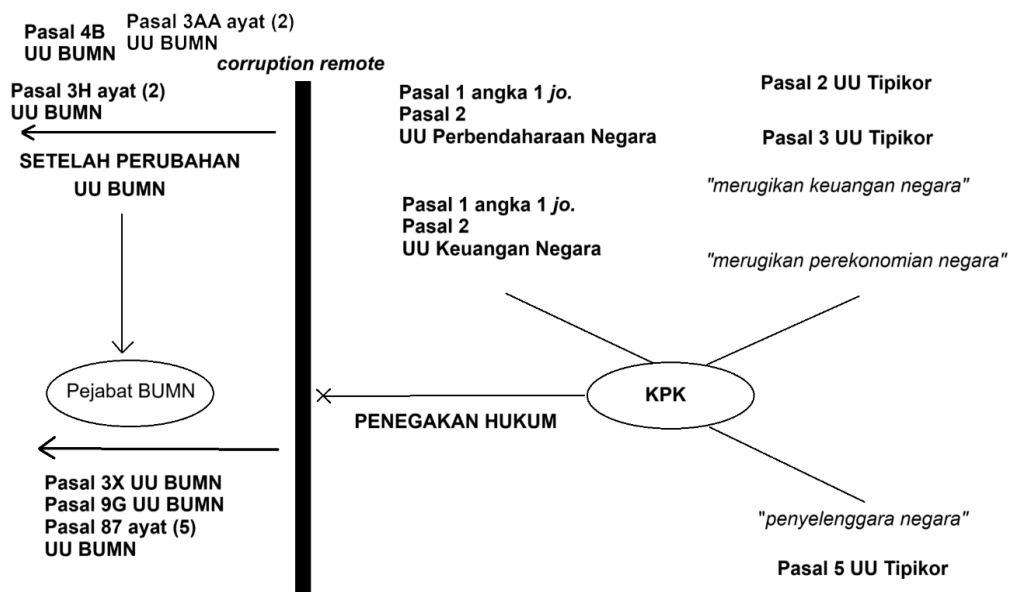 Pasal 4B
UU BUMN
Pasal 3AA ayat (2)
UU BUMN
corruption remote
Pasal 3H ayat (2)
UU BUMN
SETELAH PERUBAHAN
UU BUMN
Pejabat BUMN
Pasal 3X UU BUMN
Pasal 9G UU BUMN
Pasal 87 ayat (5)
UU BUMN
Pasal 1 angka 1 jo.
Pasal 2
UU Perbendaharaan Negara
Pasal 1 angka 1 jo.
Pasal 2
UU Keuangan Negara
PENEGAKAN HUKUM
KPK
Pasal 2 UU Tipikor
Pasal 3 UU Tipikor
"merugikan keuangan negara"
"merugikan perekonomian negara"
"penyelenggara negara"
Pasal 5 UU Tipikor